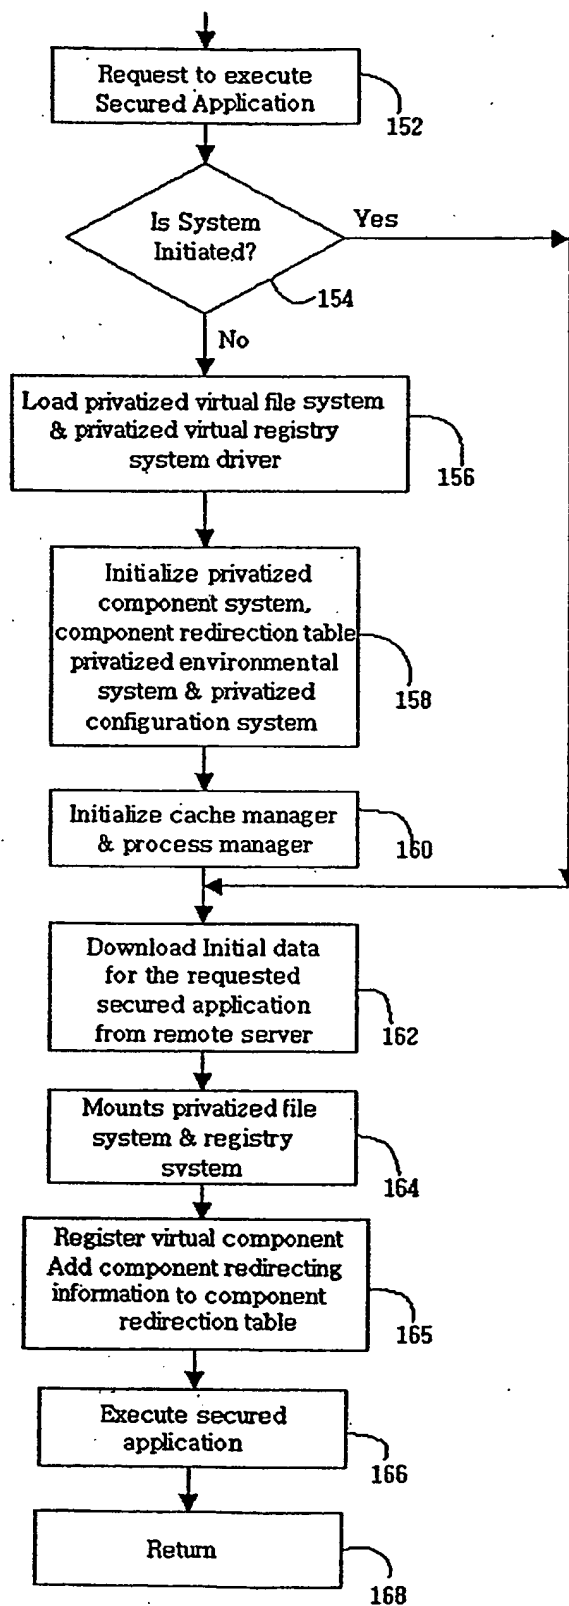 Request to execute
Secured Application
152
Is System
Initiated?
Yes
154
No
Load privatized virtual file system
& privatized virtual registry
system driver
156
Initialize privatized
component system,
component redirection table
privatized environmental
system & privatized
configuration system
158
Initialize cache manager
& process manager
160
Download Initial data
for the requested
secured application
from remote server
162
Mounts privatized file
system & registry
system
164
Register virtual component
Add component redirecting
information to component
redirection table
165
Execute secured
application
166
Return
168